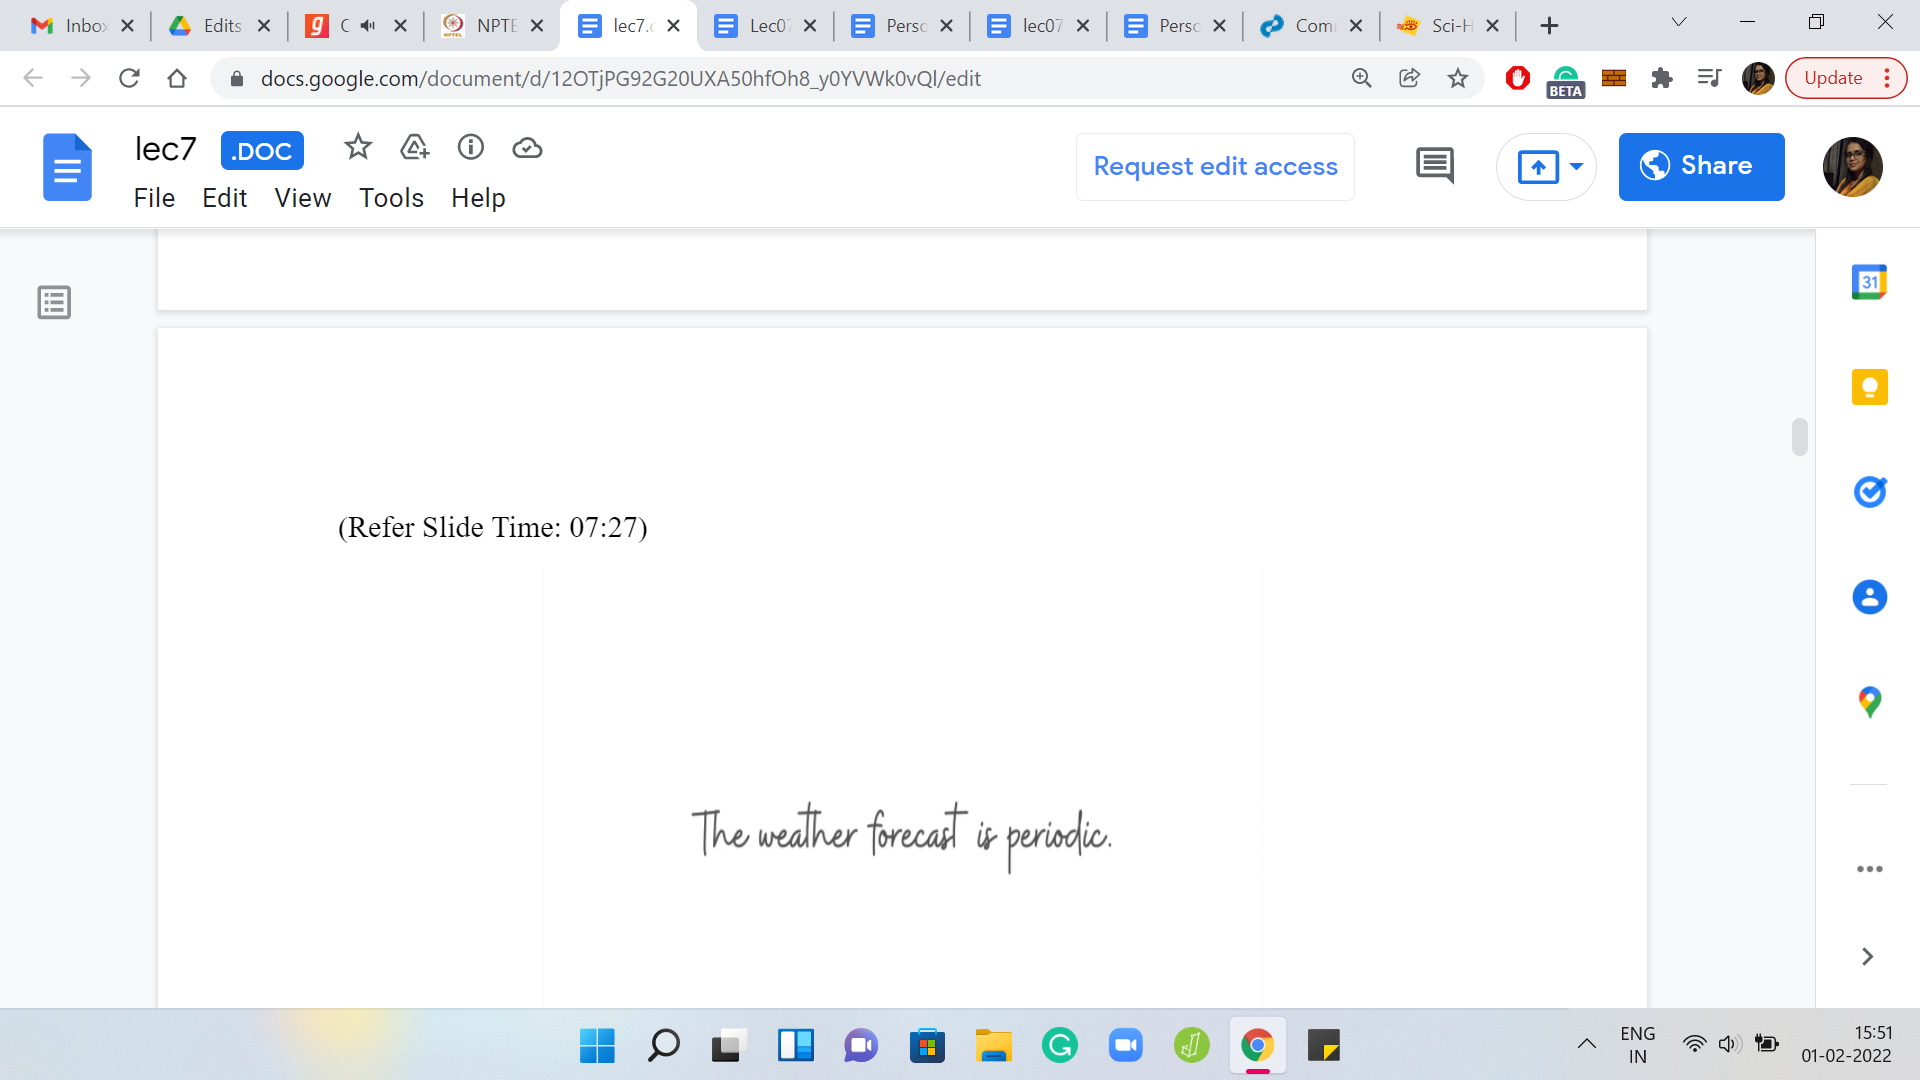 Inbox
Edits
C
NPTE
lec7.
Lec07
Perso
lec07
Perso
Com
Sci-H
docs.google.com/document/d/12OTjPG92G20UXA50hfOh8_y0YVWk0vQl/edit
BETA
Update
lec7 .DOC
File Edit View Tools Help
Request edit access
Share
31
(Refer Slide Time: 07:27)
The weather forecast is periodic.
ENG
IN
15:51
01-02-2022